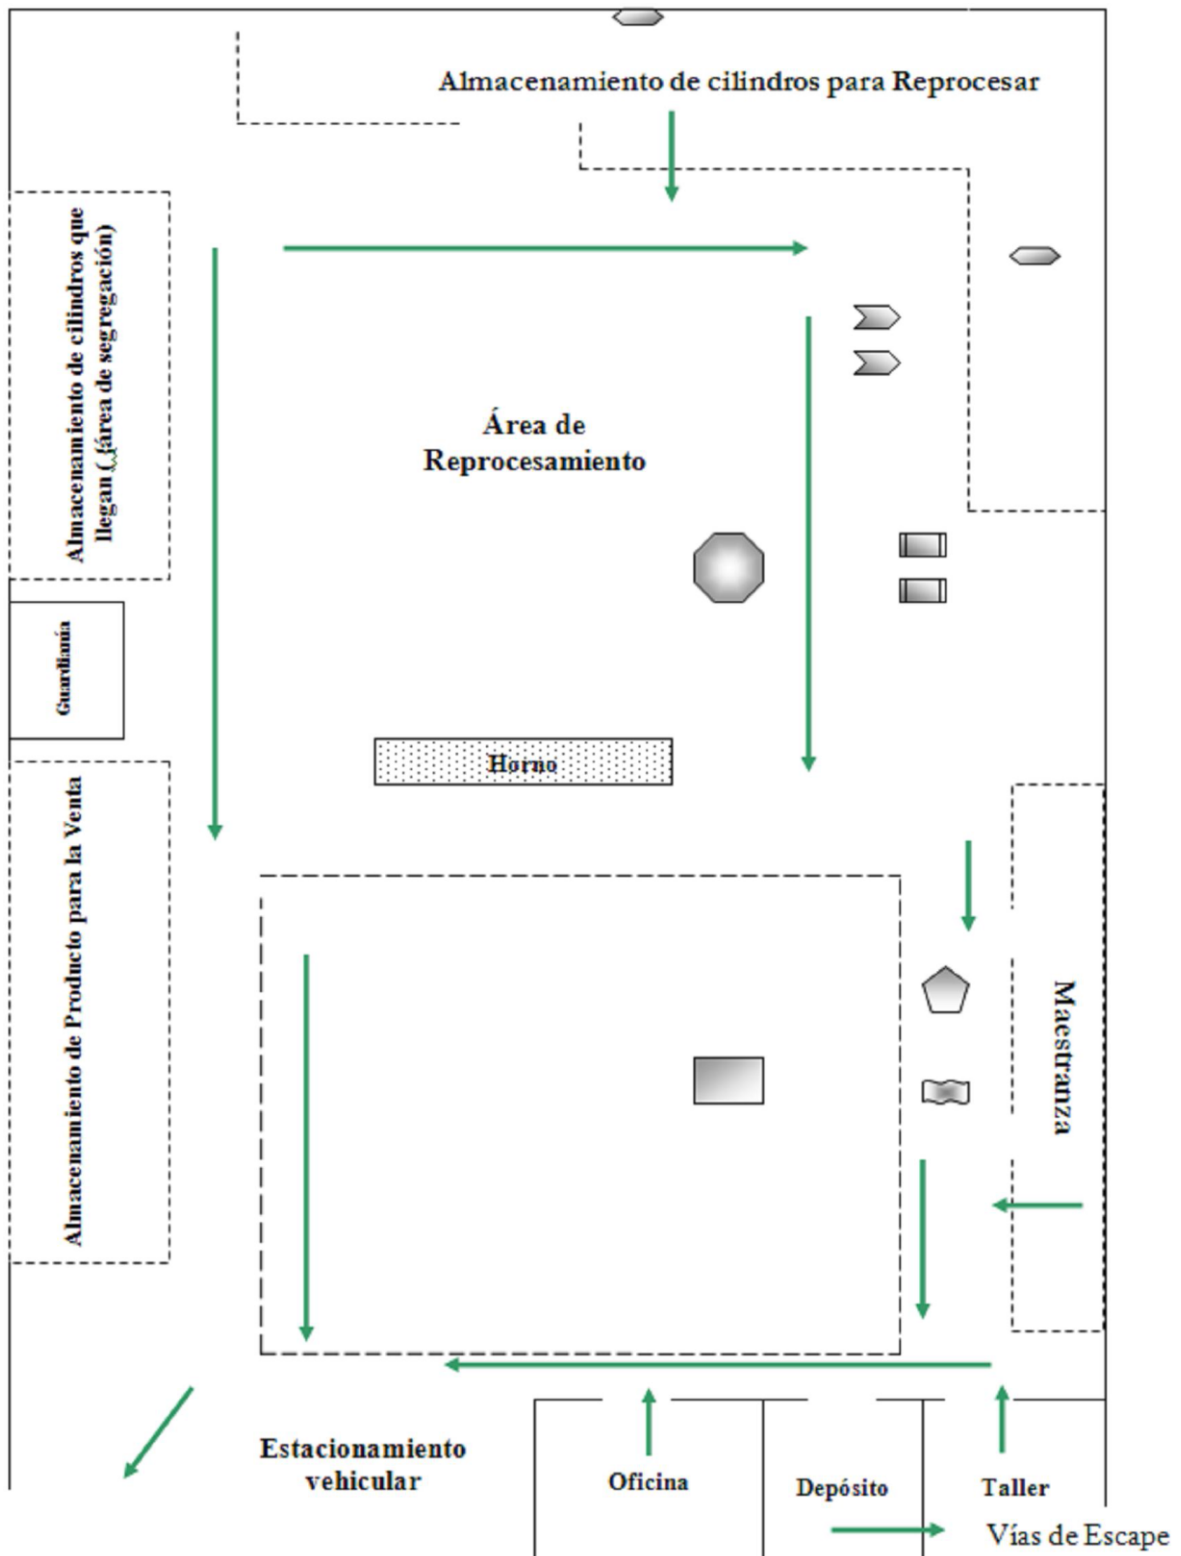 Almacenamiento de cilindros para Reprocesar
Almacenamiento de cilindros que
llegan ( {área de segregación)
Área de
Reprocesamiento
Guardianía
Horno
Almacenamiento de Producto para la Venta
Maestranza
Estacionamiento
vehicular
Oficina
Depósito
Taller
Vías de Escape